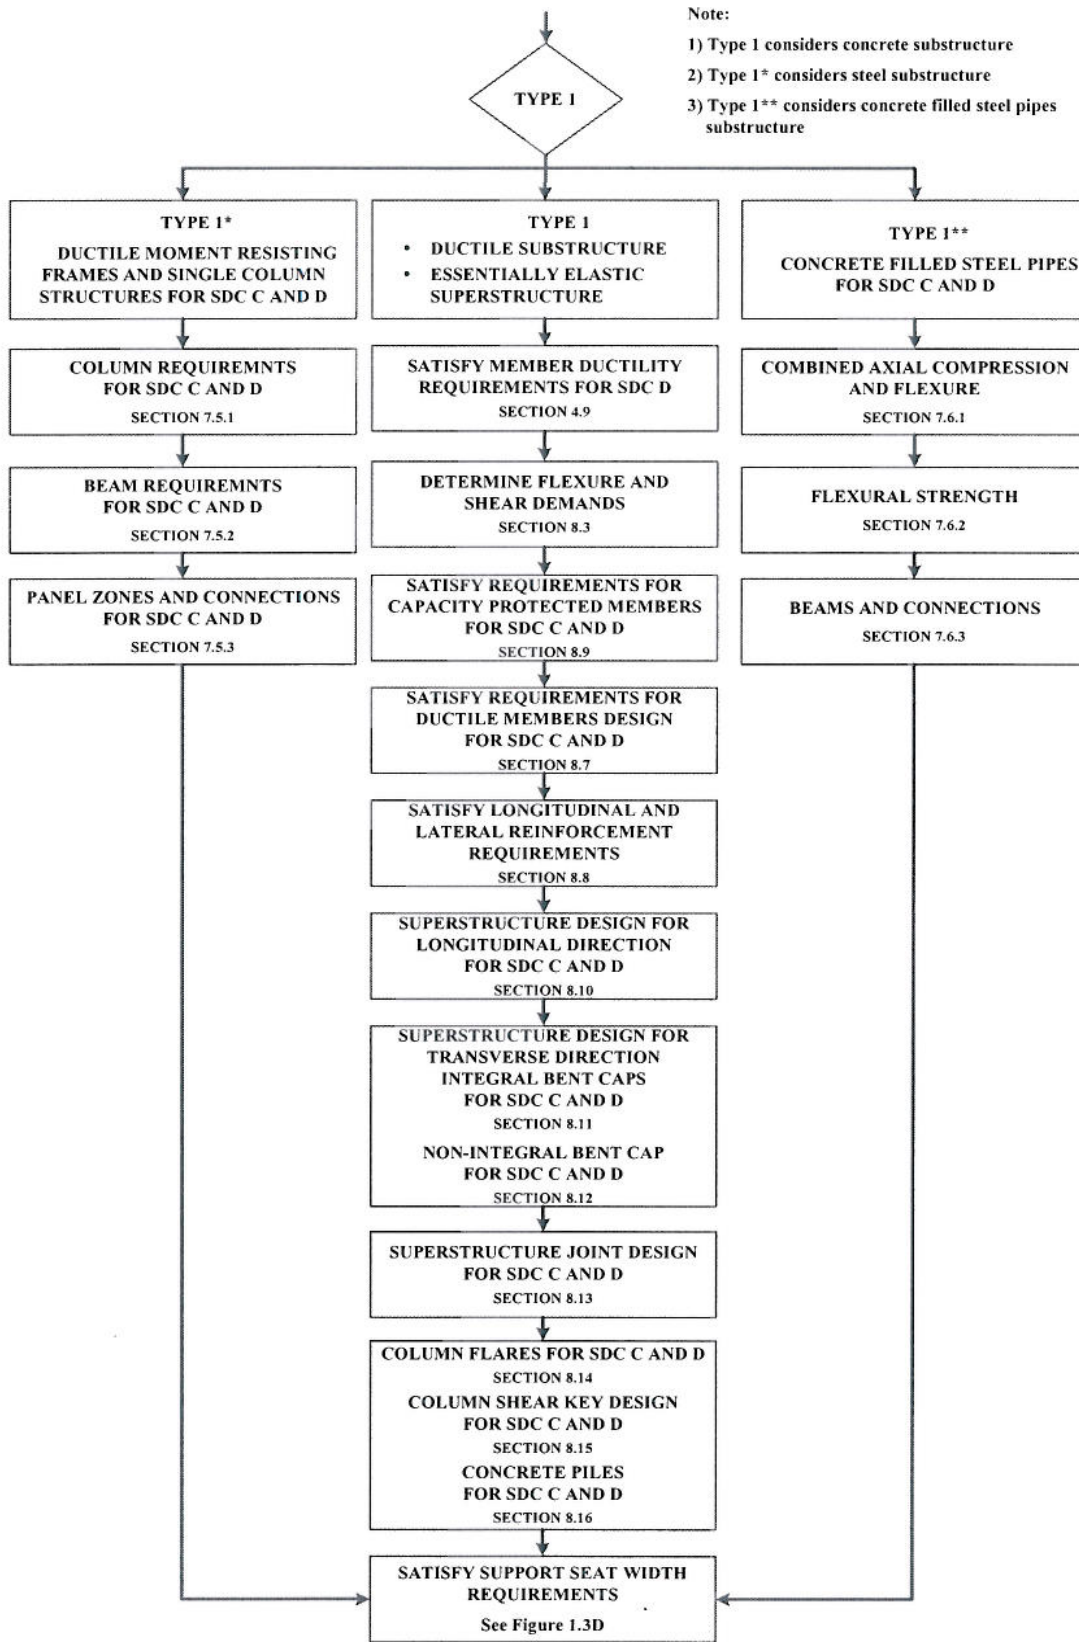 Note:
1) Type 1 considers concrete substructure
2) Type 1* considers steel substructure
3) Type 1** considers concrete filled steel pipes
substructure
TYPE 1
TYPE 1*
DUCTILE MOMENT RESISTING
FRAMES AND SINGLE COLUMN
STRUCTURES FOR SDC C AND D
COLUMN REQUIREMNTS
FOR SDC C AND D
SECTION 7.5.1
BEAM REQUIREMNTS
FOR SDC C AND D
SECTION 7.5.2
PANEL ZONES AND CONNECTIONS
FOR SDC C AND D
SECTION 7.5.3
TYPE 1
• DUCTILE SUBSTRUCTURE
• ESSENTIALLY ELASTIC
SUPERSTRUCTURE
SATISFY MEMBER DUCTILITY
REQUIREMENTS FOR SDC D
SECTION 4.9
DETERMINE FLEXURE AND
SHEAR DEMANDS
SECTION 8.3
SATISFY REQUIREMENTS FOR
CAPACITY PROTECTED MEMBERS
FOR SDC C AND D
SECTION 8.9
SATISFY REQUIREMENTS FOR
DUCTILE MEMBERS DESIGN
FOR SDC C AND D
SECTION 8.7
SATISFY LONGITUDINAL AND
LATERAL REINFORCEMENT
REQUIREMENTS
SECTION 8.8
SUPERSTRUCTURE DESIGN FOR
LONGITUDINAL DIRECTION
FOR SDC C AND D
SECTION 8.10
SUPERSTRUCTURE DESIGN FOR
TRANSVERSE DIRECTION
INTEGRAL BENT CAPS
FOR SDC C AND D
SECTION 8.11
NON-INTEGRAL BENT CAP
FOR SDC C AND D
SECTION 8.12
SUPERSTRUCTURE JOINT DESIGN
FOR SDC C AND D
SECTION 8.13
COLUMN FLARES FOR SDC C AND D
SECTION 8.14
COLUMN SHEAR KEY DESIGN
FOR SDC C AND D
SECTION 8.15
CONCRETE PILES
FOR SDC C AND D
SECTION 8.16
TYPE 1**
CONCRETE FILLED STEEL PIPES
FOR SDC C AND D
COMBINED AXIAL COMPRESSION
AND FLEXURE
SECTION 7.6.1
FLEXURAL STRENGTH
SECTION 7.6.2
BEAMS AND CONNECTIONS
SECTION 7.6.3
SATISFY SUPPORT SEAT WIDTH
REQUIREMENTS
See Figure 1.3D